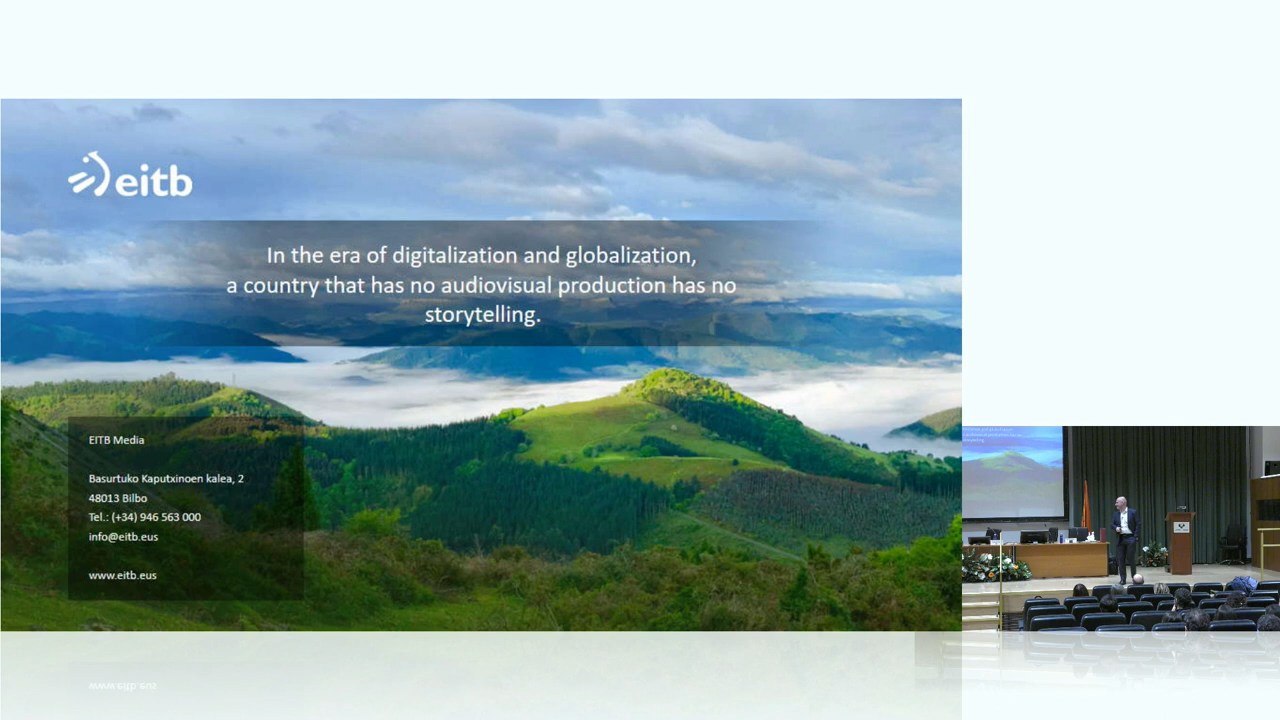 eitb
In the era of digitalization and globalization,
a country that has no audiovisual production has no
storytelling.
EITB Media
Basurtuko Kaputxinoen kalea, 2
48013 Bilbo
Tel.: (+34) 946 563 000
info@eitb.eus
www.eitb.eus